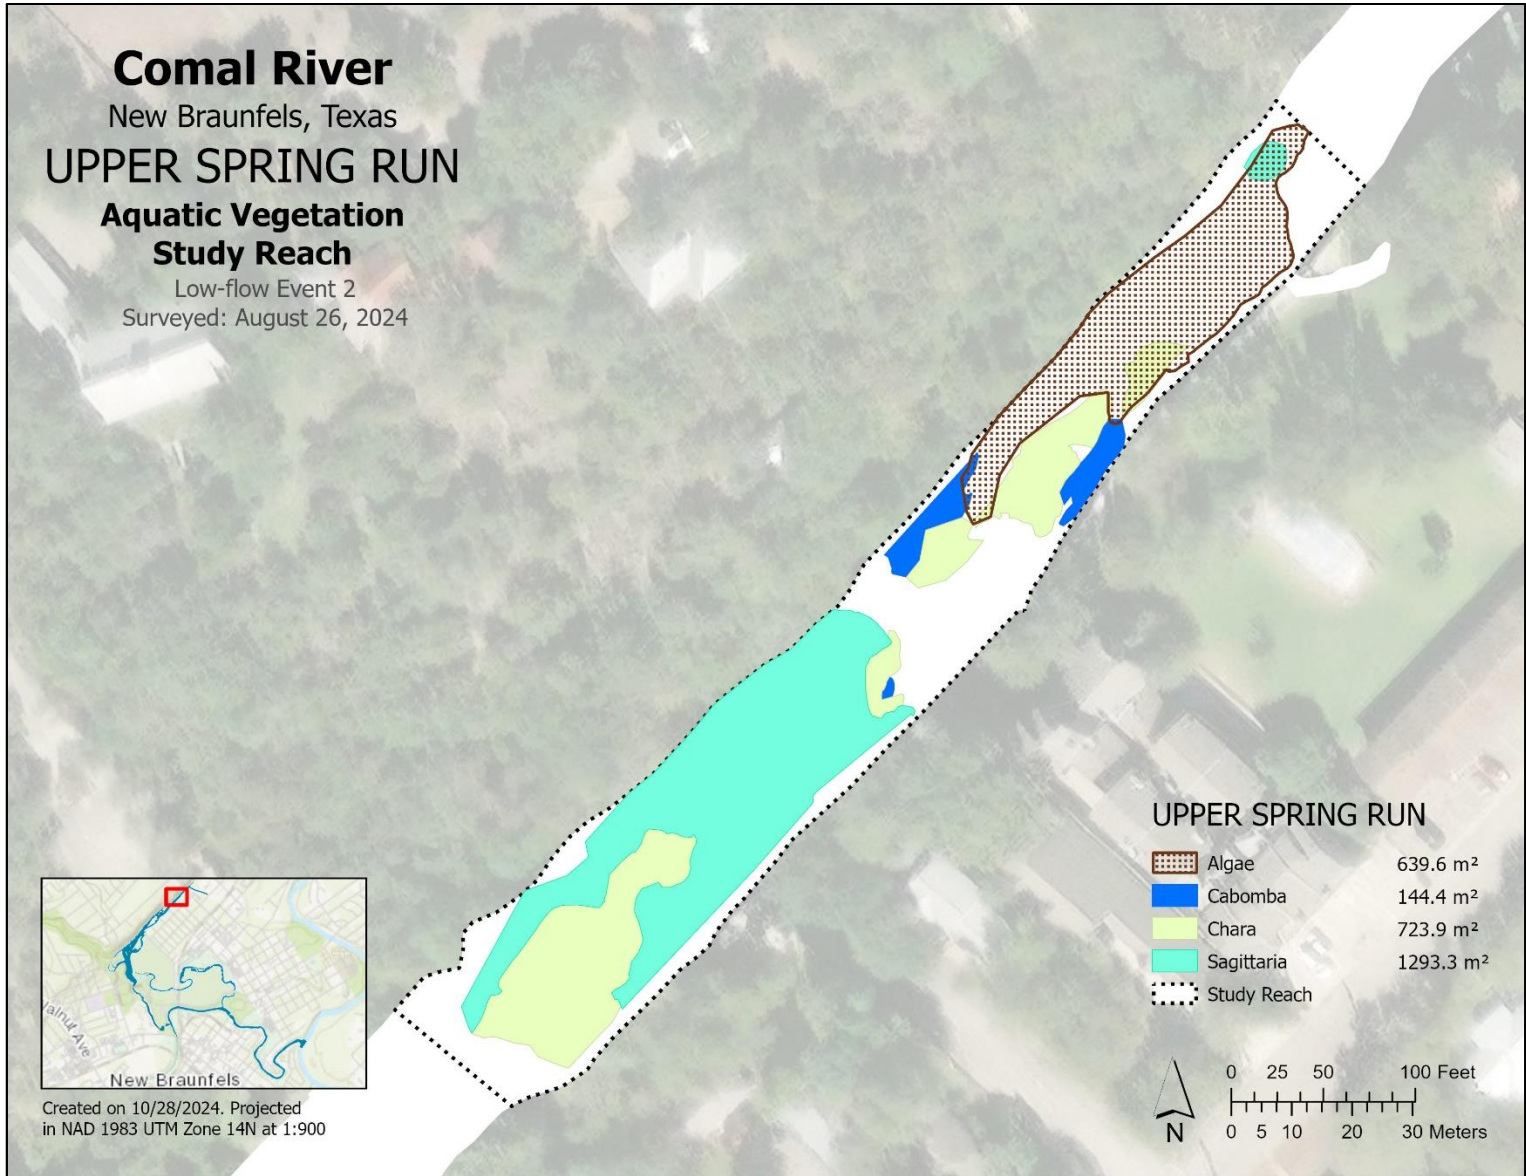 Comal River
New Braunfels, Texas
UPPER SPRING RUN
Aquatic Vegetation
Study Reach
Low-flow Event 2
Surveyed: August 26, 2024
UPPER SPRING RUN
Algae 639.6 m²
Cabomba 144.4 m²
Chara 723.9 m²
Sagittaria 1293.3 m²
Study Reach
Ave
New Braunfels
Created on 10/28/2024. Projected
in NAD 1983 UTM Zone 14N at 1:900
N
0 25 50 100 Feet
0 5 10 20 30 Meters